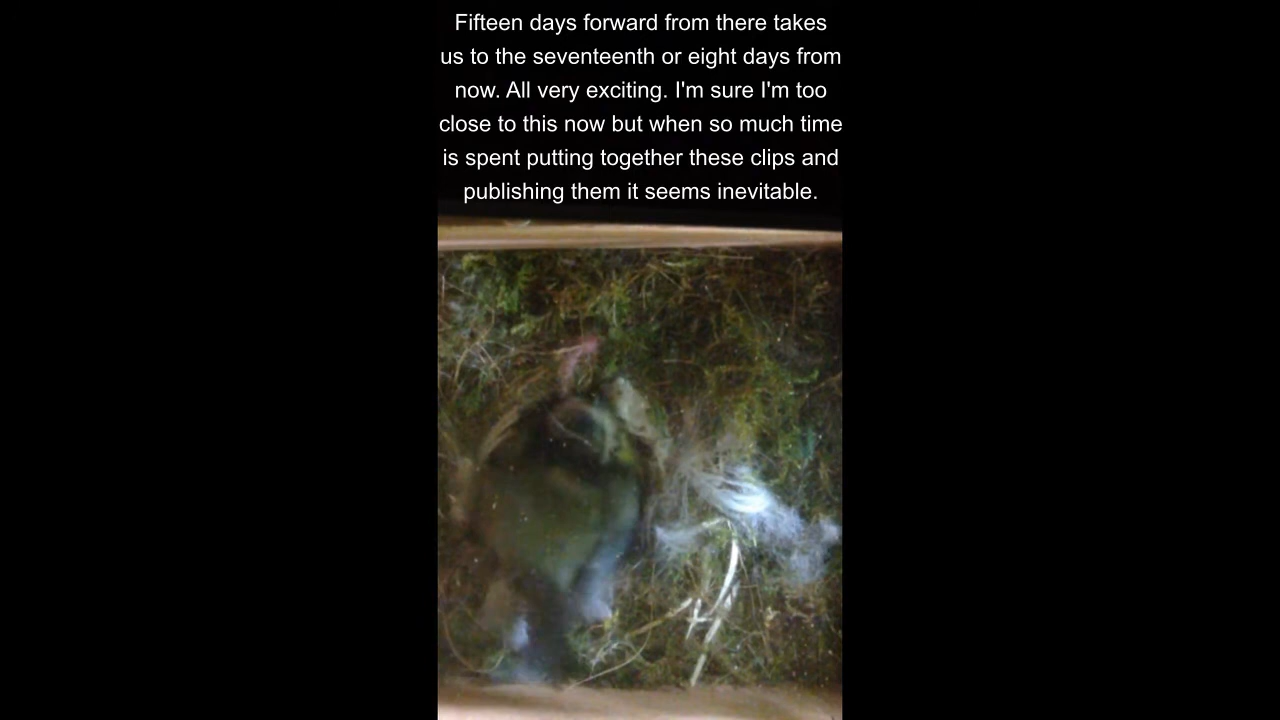 Fifteen days forward from there takes
us to the seventeenth or eight days from
now. All very exciting. I'm sure I'm too
close to this now but when so much time
is spent putting together these clips and
publishing them it seems inevitable.